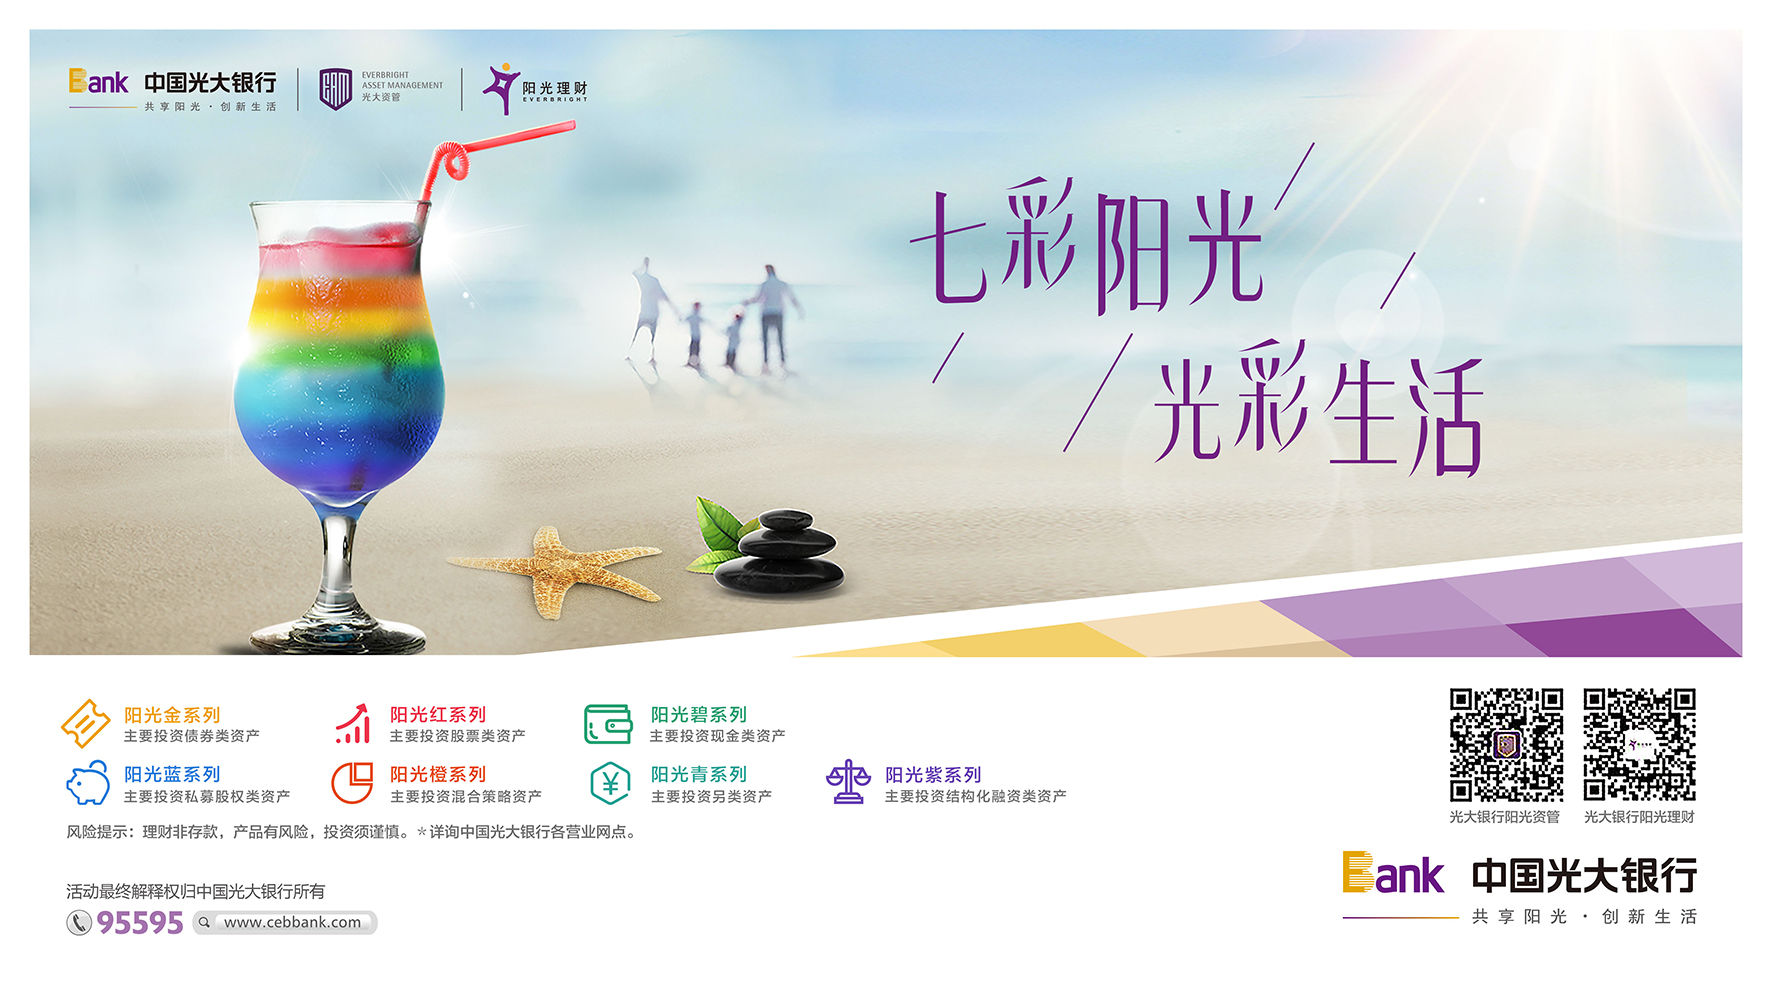 Bank 中国光大银行
共享阳光·创新生活
EAM
EVERBRIGHT
ASSET MANAGEMENT
光大资管
阳光理财
EVERBRIGHT
七彩阳光
光彩生活
阳光金系列
主要投资债券类资产
阳光红系列
主要投资股票类资产
阳光碧系列
主要投资现金类资产
阳光蓝系列
主要投资私募股权类资产
阳光橙系列
主要投资混合策略资产
阳光青系列
主要投资另类资产
阳光紫系列
主要投资结构化融资类资产
风险提示：理财非存款，产品有风险，投资须谨慎。＊详询中国光大银行各营业网点。
光大银行阳光资管
光大银行阳光理财
活动最终解释权归中国光大银行所有
95595 www.cebbank.com
Bank 中国光大银行
共享阳光·创新生活